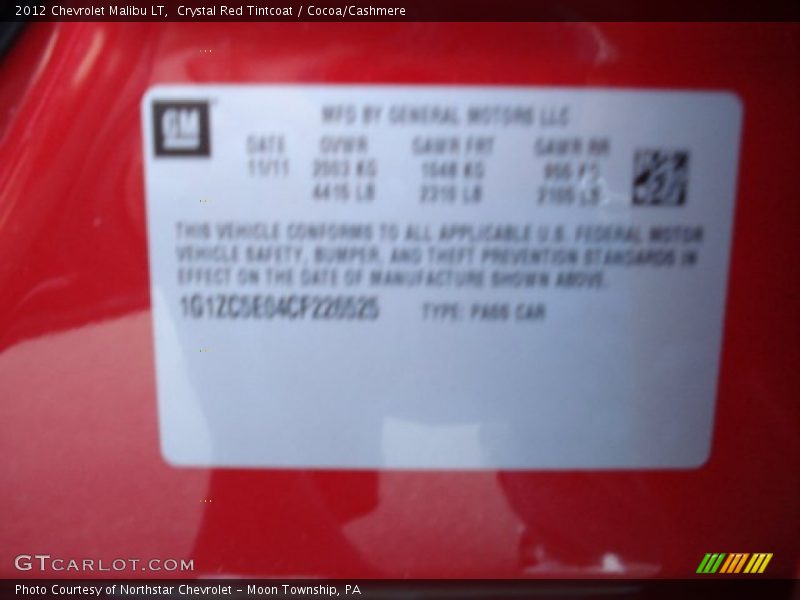 2012 Chevrolet Malibu LT, Crystal Red Tintcoat / Cocoa/Cashmere
GM
MFD BY GENERAL MOTORS LLC
DATE GVWR GAWR FRT GAWR RR
11/11 2003 KG 1048 KG 955 KG
4415 LB 2310 LB 2105 LB
THIS VEHICLE CONFORMS TO ALL APPLICABLE U.S. FEDERAL MOTOR
VEHICLE SAFETY, BUMPER, AND THEFT PREVENTION STANDARDS IN
EFFECT ON THE DATE OF MANUFACTURE SHOWN ABOVE.
TYPE: PASS CAR
GTCARLOT.COM
Photo Courtesy of Northstar Chevrolet - Moon Township, PA